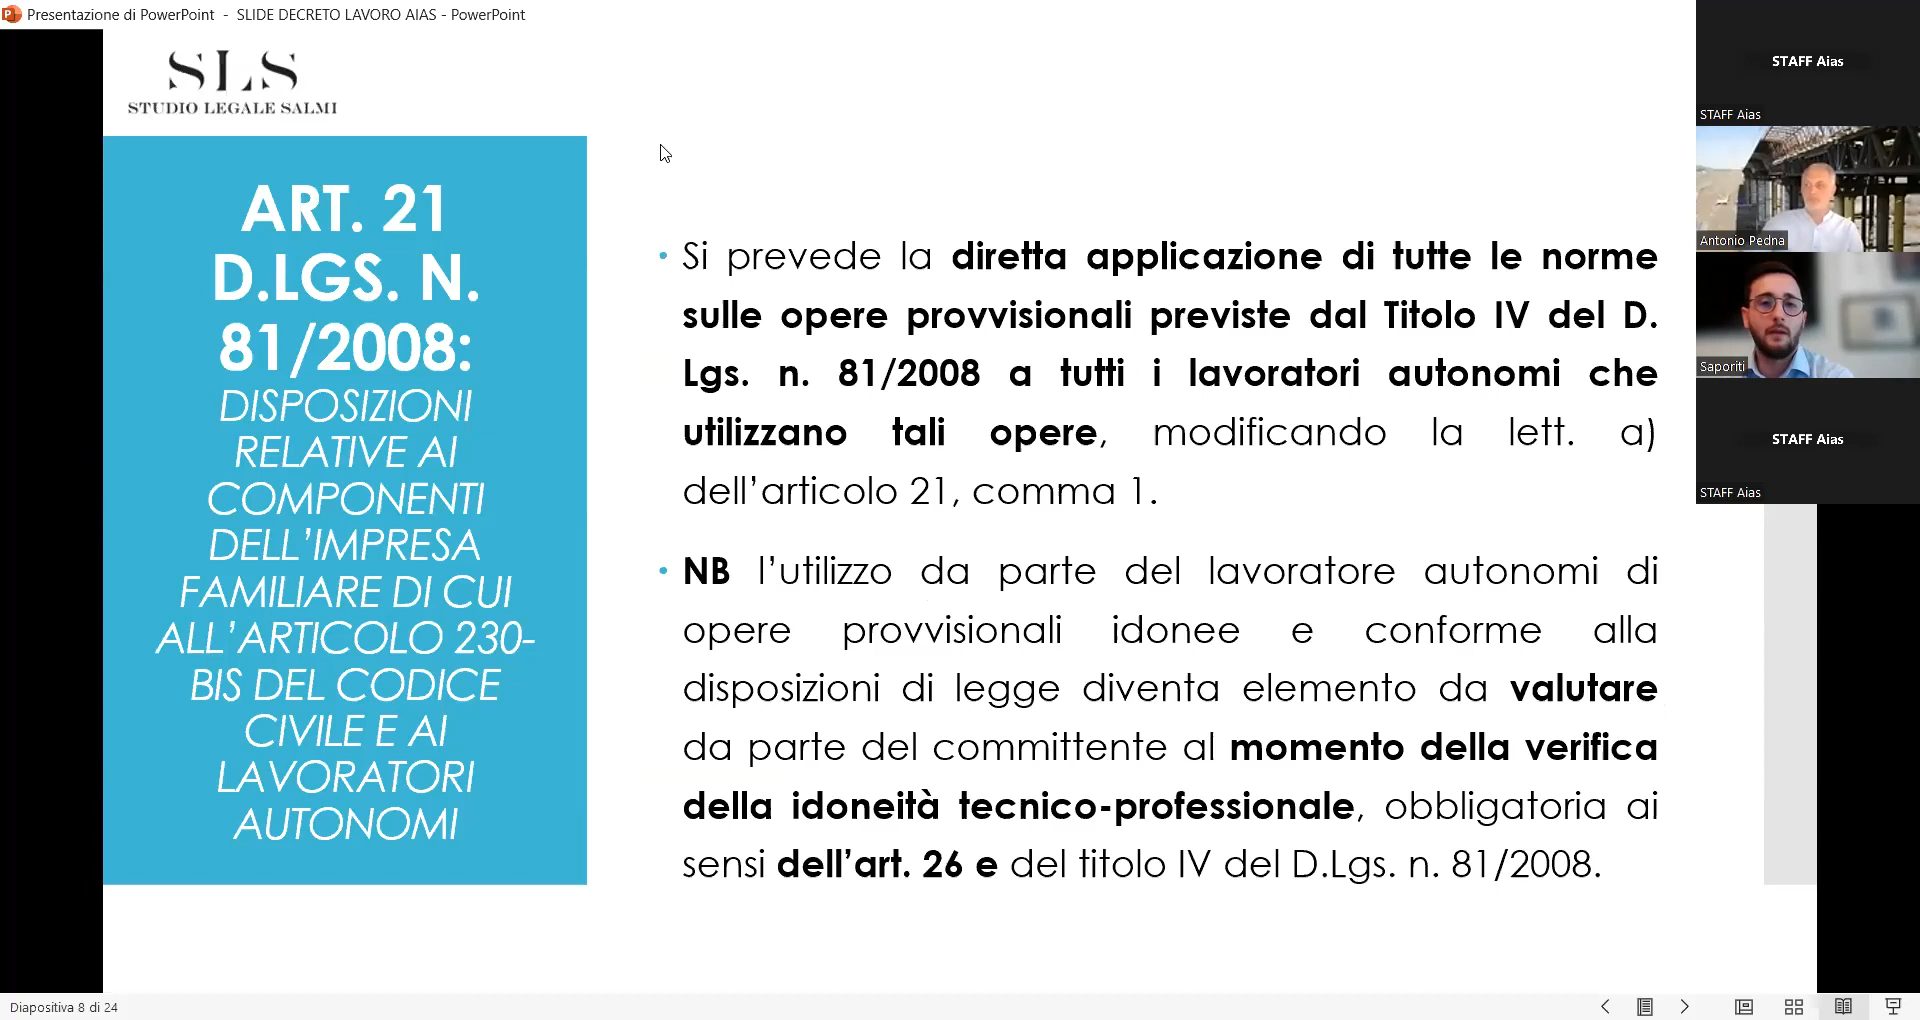 Presentazione di PowerPoint - SLIDE DECRETO LAVORO AIAS - PowerPoint
SLS
STUDIO LEGALE SALMI
ART. 21
D.LGS. N.
81/2008:
DISPOSIZIONI
RELATIVE AI
COMPONENTI
DELL’IMPRESA
FAMILIARE DI CUI
ALL’ARTICOLO 230-
BIS DEL CODICE
CIVILE E AI
LAVORATORI
AUTONOMI
• Si prevede la diretta applicazione di tutte le norme
sulle opere provvisionali previste dal Titolo IV del D.
Lgs. n. 81/2008 a tutti i lavoratori autonomi che
utilizzano tali opere, modificando la lett. a)
dell’articolo 21, comma 1.
• NB l’utilizzo da parte del lavoratore autonomi di
opere provvisionali idonee e conforme alla
disposizioni di legge diventa elemento da valutare
da parte del committente al momento della verifica
della idoneità tecnico-professionale, obbligatoria ai
sensi dell’art. 26 e del titolo IV del D.Lgs. n. 81/2008.
STAFF Aias
STAFF Aias
Antonio Pedna
Saporiti
STAFF Aias
STAFF Aias
Diapositiva 8 di 24